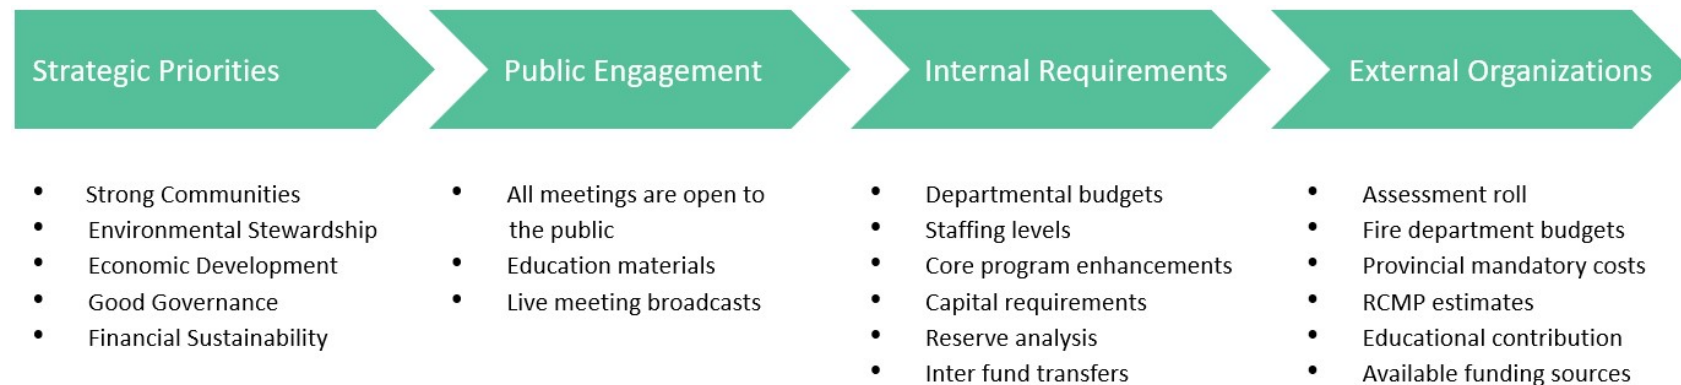 Strategic Priorities
• Strong Communities
• Environmental Stewardship
• Economic Development
• Good Governance
• Financial Sustainability
Public Engagement
• All meetings are open to
the public
• Education materials
• Live meeting broadcasts
Internal Requirements
• Departmental budgets
• Staffing levels
• Core program enhancements
• Capital requirements
• Reserve analysis
• Inter fund transfers
External Organizations
• Assessment roll
• Fire department budgets
• Provincial mandatory costs
• RCMP estimates
• Educational contribution
• Available funding sources